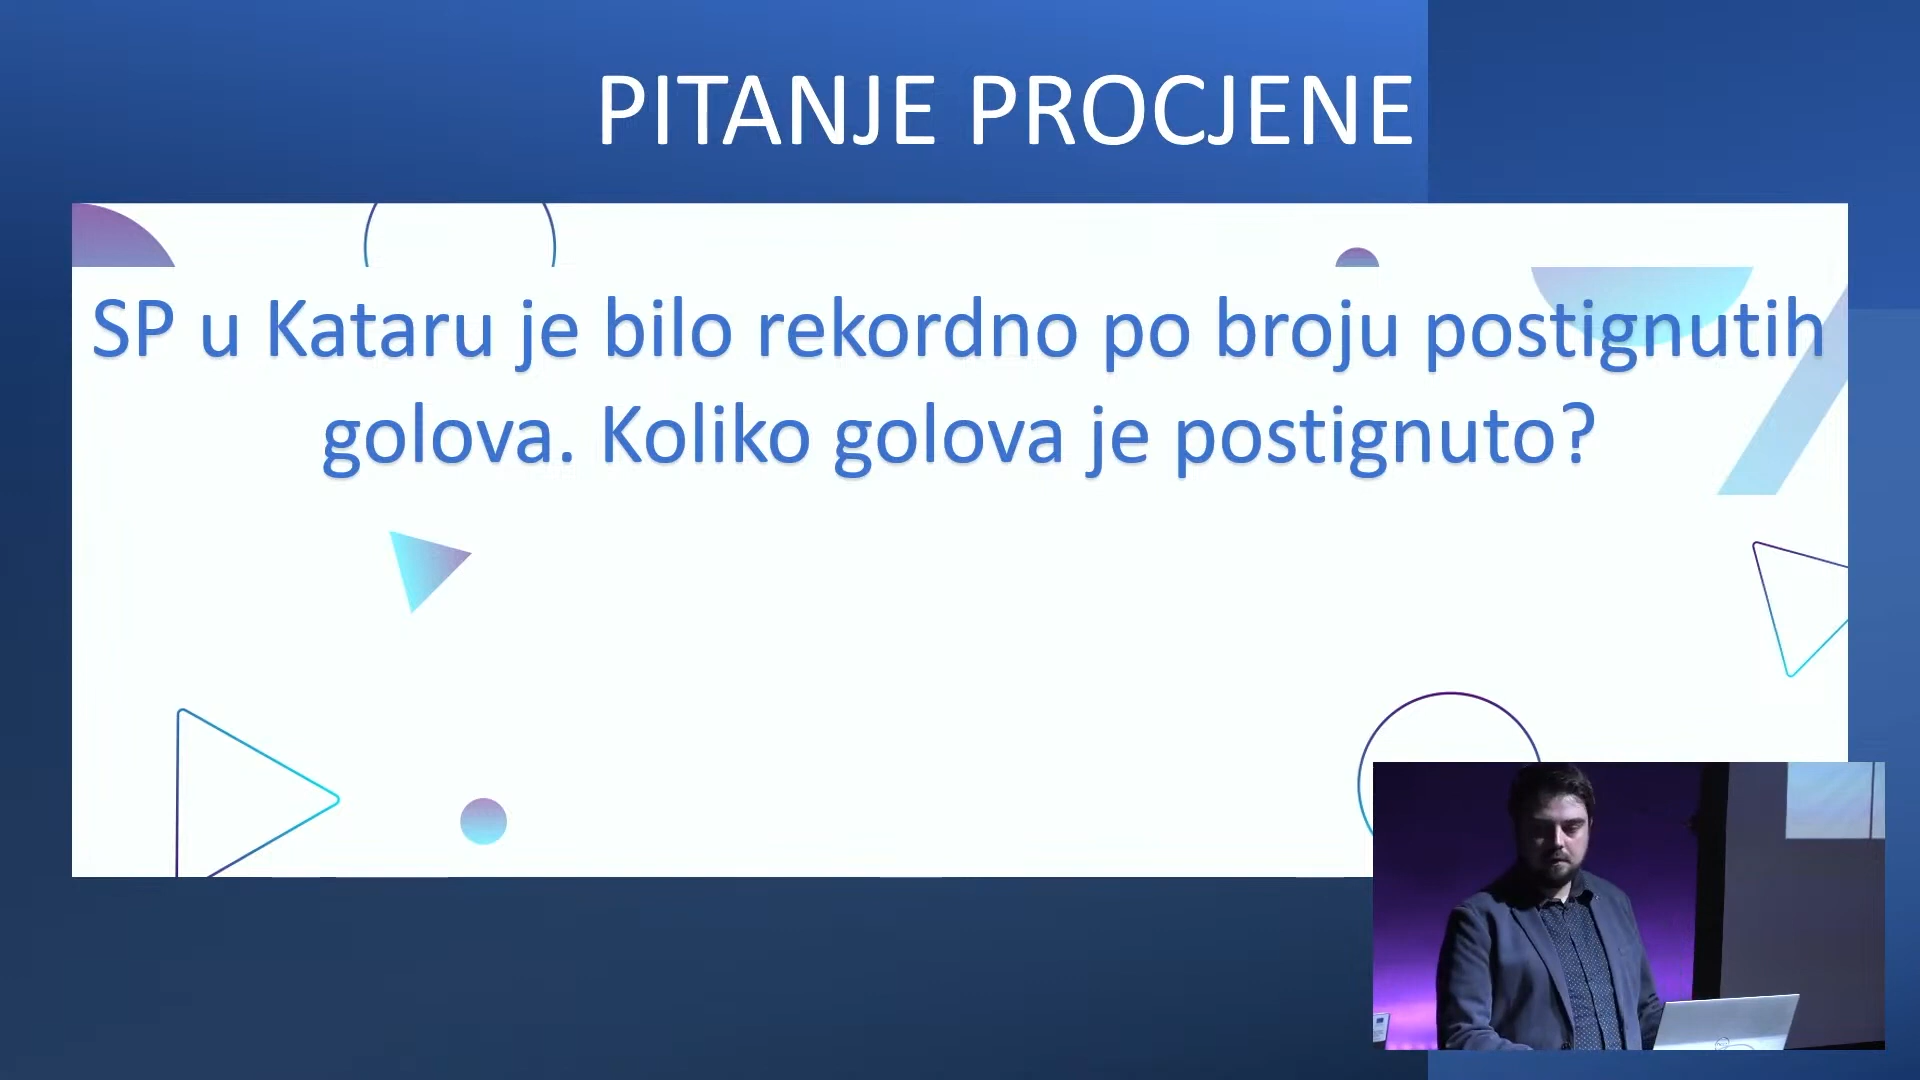 PITANJE PROCJENE
SP u Kataru je bilo rekordno po broju postignutih
golova. Koliko golova je postignuto?